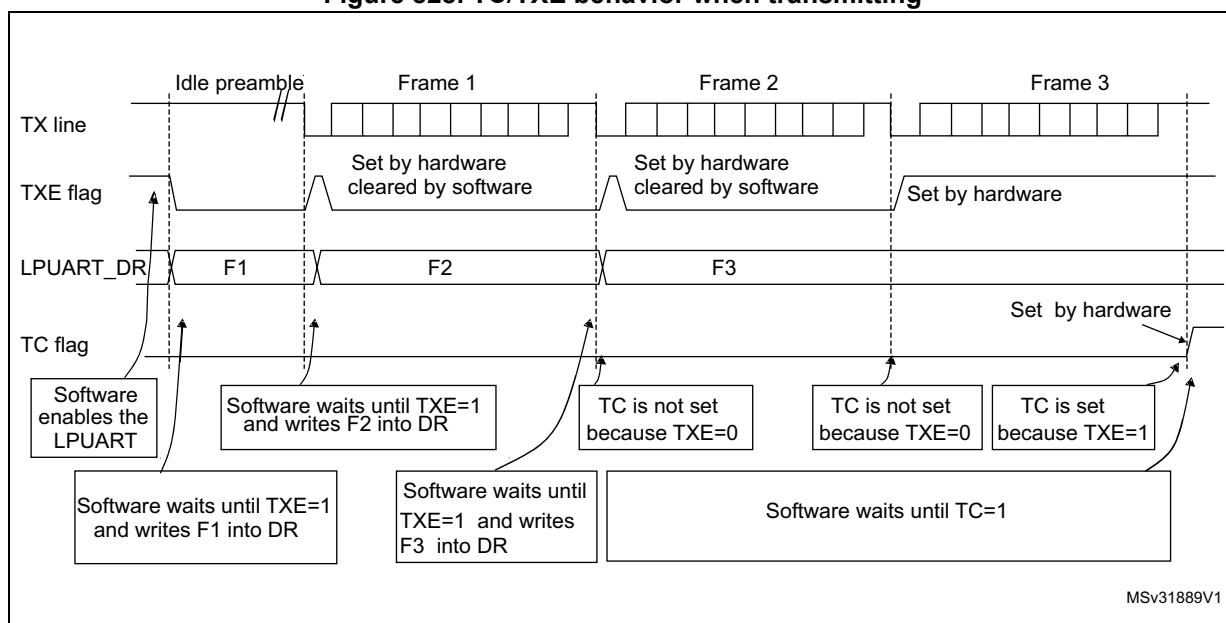 Figure 323. TC/TXE behavior when transmitting
Idle preamble
Frame 1
Frame 2
Frame 3
TX line
TXE flag
Set by hardware
cleared by software
Set by hardware
cleared by software
Set by hardware
LPUART_DR
F1
F2
F3
TC flag
Set by hardware
Software
enables the
LPUART
Software waits until TXE=1
and writes F2 into DR
TC is not set
because TXE=0
TC is not set
because TXE=0
TC is set
because TXE=1
Software waits until TXE=1
and writes F1 into DR
Software waits until
TXE=1 and writes
F3 into DR
Software waits until TC=1
MSv31889V1